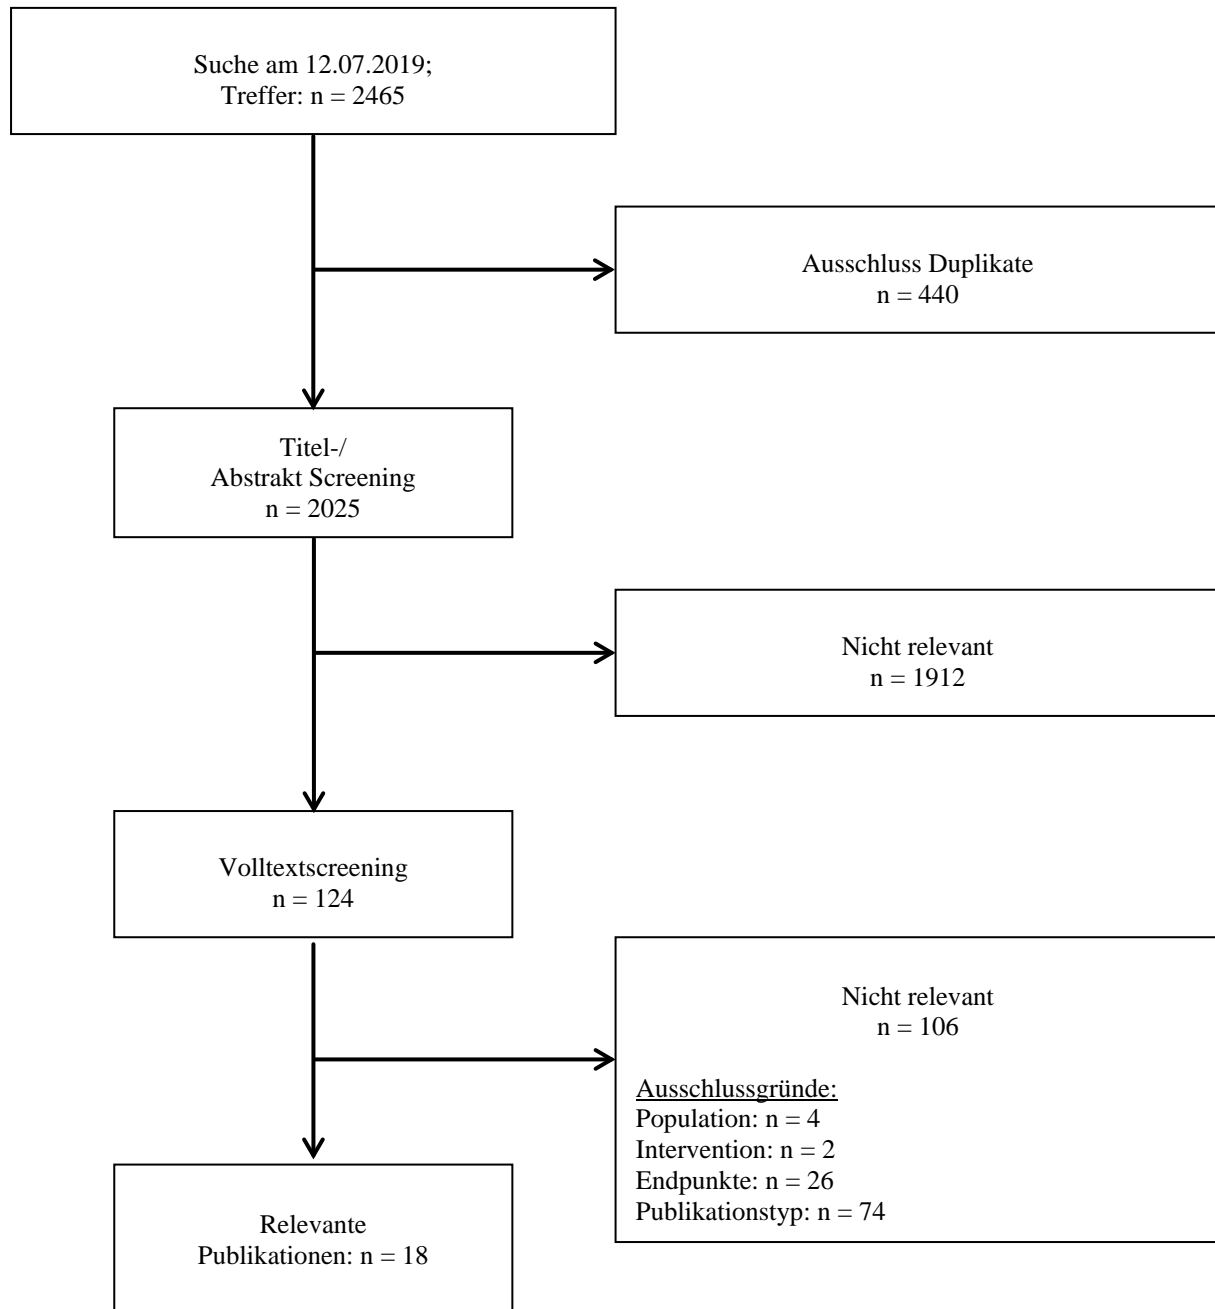 Suche am 12.07.2019;
Treffer: n = 2465
Ausschluss Duplikate
n = 440
Titel-/
Abstrakt Screening
n = 2025
Nicht relevant
n = 1912
Volltextscreening
n = 124
Nicht relevant
n = 106
Ausschlussgründe:
Population: n = 4
Intervention: n = 2
Endpunkte: n = 26
Publikationstyp: n = 74
Relevante
Publikationen: n = 18